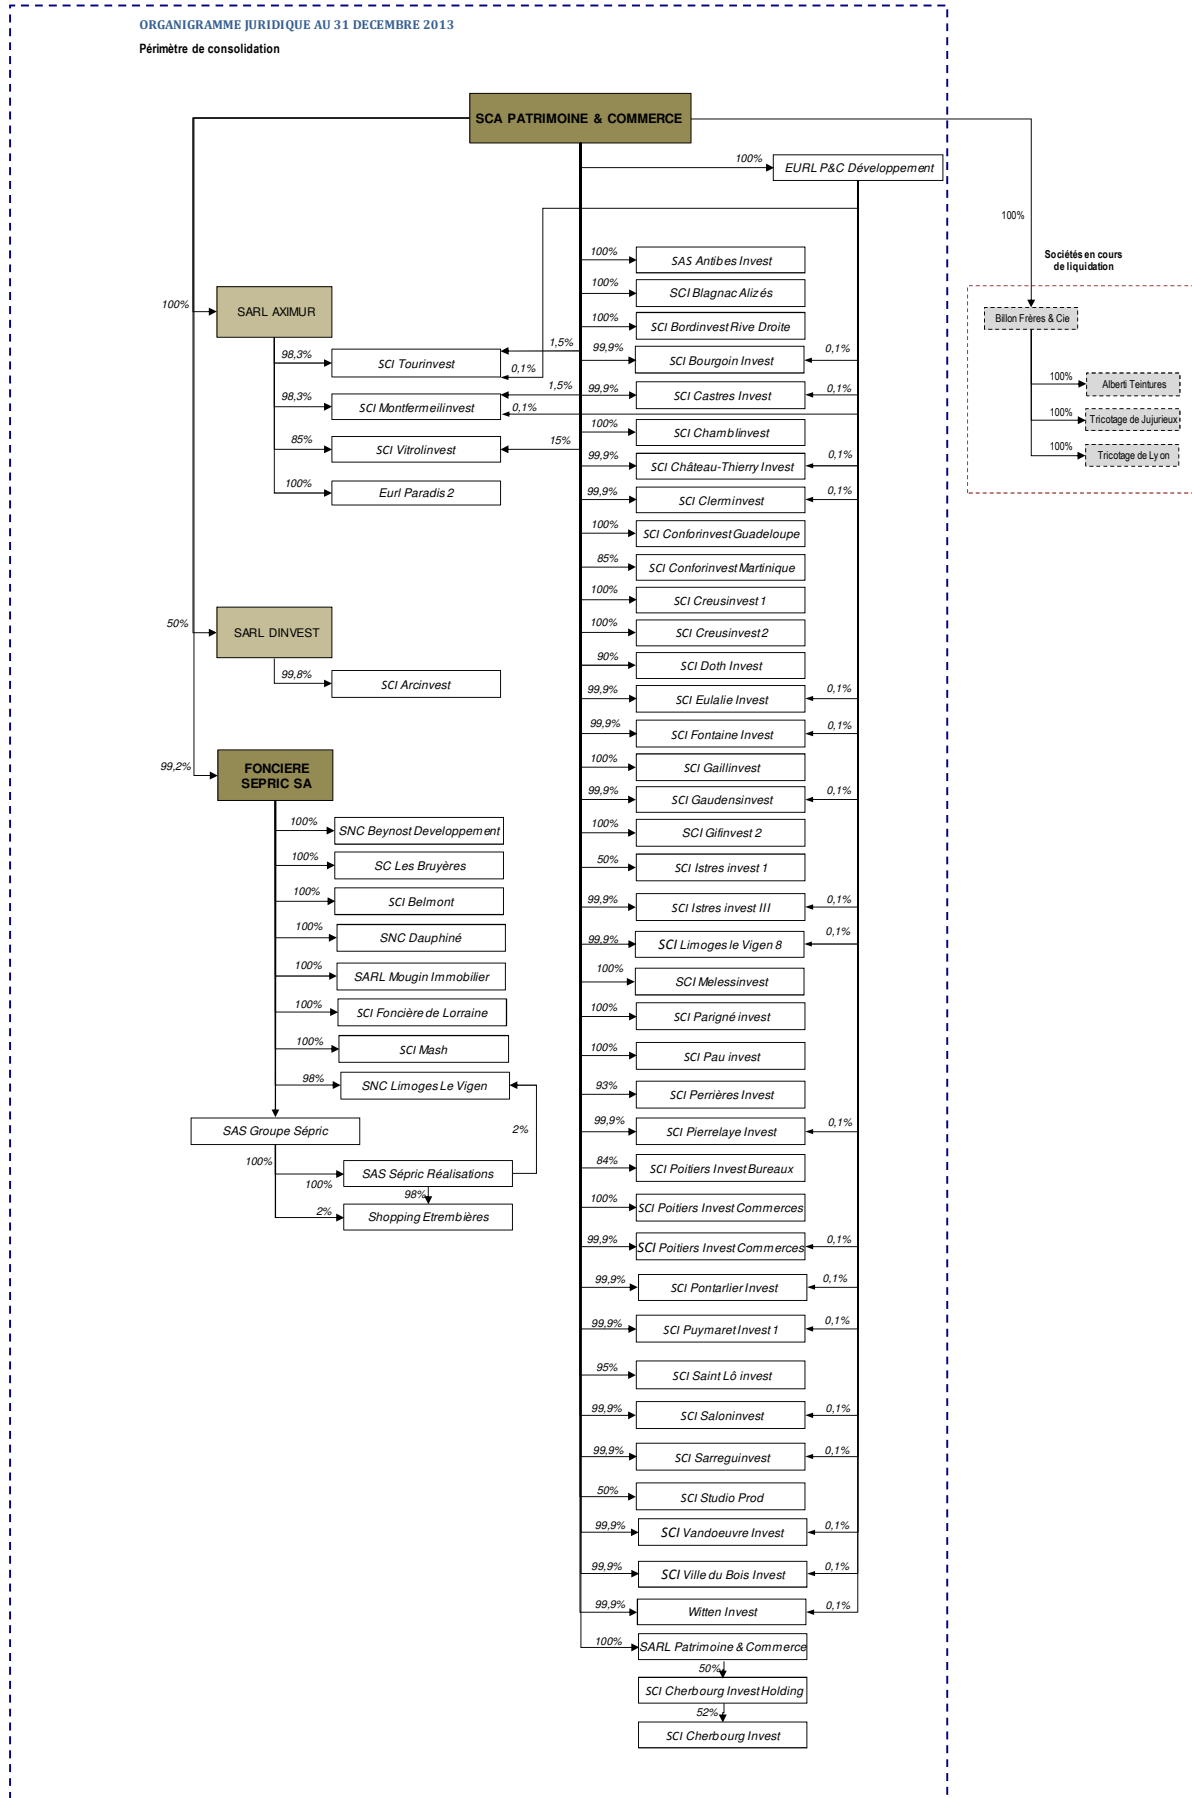 ORGANIGRAMME JURIDIQUE AU 31 DECEMBRE 2013
Périmètre de consolidation
SCA PATRIMOINE & COMMERCE
100%
EURL P&C Développement
100%
Sociétés en cours
de liquidation
Billon Frères & Cie
100%
Alberti Teintures
100%
Tricotage de Jujurieux
100%
Tricotage de Lyon
100%
SARL AXIMUR
98,3%
SCI Tourinvest
1,5%
0,1%
98,3%
SCI Montfermeilinvest
1,5%
0,1%
85%
SCI Vitrolinvest
15%
100%
Eurl Paradis 2
50%
SARL DINVEST
99,8%
SCI Arcinvest
99,2%
FONCIERE
SEPRIC SA
100%
SNC Beynost Developpement
100%
SC Les Bruyères
100%
SCI Belmont
100%
SNC Dauphiné
100%
SARL Mougin Immobilier
100%
SCI Foncière de Lorraine
100%
SCI Mash
98%
SNC Limoges Le Vigen
SAS Groupe Sépric
2%
100%
100%
SAS Sépric Réalisations
98%
2%
Shopping Etrembières
100%
SAS Antibes Invest
100%
SCI Blagnac Alizés
100%
SCI Bordinvest Rive Droite
99,9%
SCI Bourgoin Invest
0,1%
99,9%
SCI Castres Invest
0,1%
100%
SCI Chamblinvest
99,9%
SCI Château-Thierry Invest
0,1%
99,9%
SCI Clerminvest
0,1%
100%
SCI Conforinvest Guadeloupe
85%
SCI Conforinvest Martinique
100%
SCI Creusinvest 1
100%
SCI Creusinvest 2
90%
SCI Doth Invest
99,9%
SCI Eulalie Invest
0,1%
99,9%
SCI Fontaine Invest
0,1%
100%
SCI Gaillinvest
99,9%
SCI Gaudensinvest
0,1%
100%
SCI Gifinvest 2
50%
SCI Istres invest 1
99,9%
SCI Istres invest III
0,1%
99,9%
SCI Limoges le Vigen 8
0,1%
100%
SCI Melessinvest
100%
SCI Parigné invest
100%
SCI Pau invest
93%
SCI Perrières Invest
99,9%
SCI Pierrelaye Invest
0,1%
84%
SCI Poitiers Invest Bureaux
100%
SCI Poitiers Invest Commerces
99,9%
SCI Poitiers Invest Commerces
0,1%
99,9%
SCI Pontarlier Invest
0,1%
99,9%
SCI Puymaret Invest 1
0,1%
95%
SCI Saint Lô invest
99,9%
SCI Saloninvest
0,1%
99,9%
SCI Sarreguinvest
0,1%
50%
SCI Studio Prod
99,9%
SCI Vandoeuvre Invest
0,1%
99,9%
SCI Ville du Bois Invest
0,1%
99,9%
Witten Invest
0,1%
100%
SARL Patrimoine & Commerce
50%
SCI Cherbourg Invest Holding
52%
SCI Cherbourg Invest